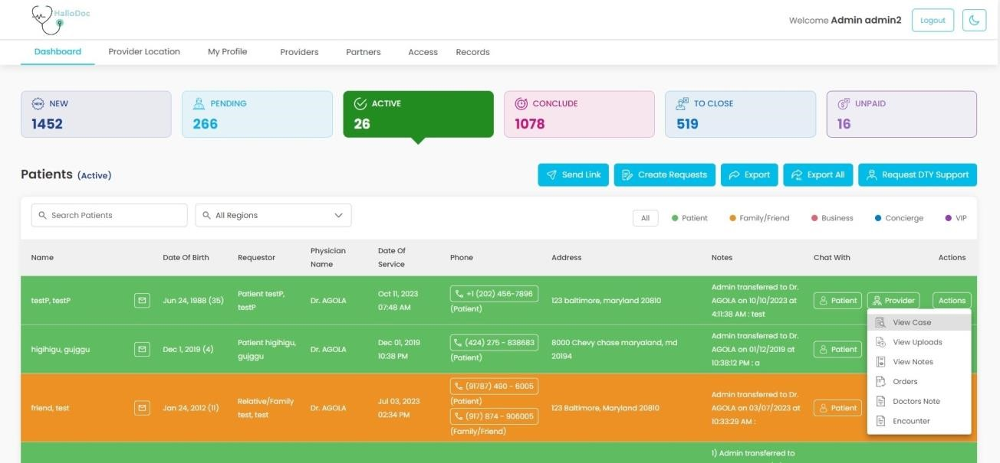 HalloDoc
Welcome Admin admin2
Logout
Dashboard
Provider Location
My Profile
Providers
Partners
Access
Records
NEW
1452
PENDING
266
ACTIVE
26
CONCLUDE
1078
TO CLOSE
519
UNPAID
16
Patients (Active)
Send Link
Create Requests
Export
Export All
Request DTY Support
Search Patients
All Regions
All
Patient
Family/Friend
Business
Concierge
VIP
Name
Date Of Birth
Requestor
Physician
Name
Date Of
Service
Phone
Address
Notes
Chat With
Actions
testP, testP
Jun 24, 1988 (35)
Patient testP,
testP
Dr. AGOLA
Oct 11, 2023
07:48 AM
+1 (202) 456-7896
(Patient)
123 baltimore, maryland 20810
Admin transferred to Dr.
AGOLA on 10/10/2023 at
4:11:38 AM : test
Patient
Provider
Actions
higihigu, gujggu
Dec 1, 2019 (4)
Patient higihigu,
gujggu
Dr. AGOLA
Dec 01, 2019
10:38 PM
(424) 275 - 838683
(Patient)
8000 Chevy chase maryaland, md
20194
Admin transferred to Dr.
AGOLA on 01/12/2019 at
10:38:12 PM : a
Patient
friend, test
Jan 24, 2012 (11)
Relative/Family
test, test
Dr. AGOLA
Jul 03, 2023
02:34 PM
(91787) 490 - 6005
(Patient)
(917) 874 - 906005
(Family/Friend)
123 Baltimore, Maryland 20810
Admin transferred to Dr.
AGOLA on 03/07/2023 at
10:33:29 AM :
Patient
View Case
View Uploads
View Notes
Orders
Doctors Note
Encounter
1) Admin transferred to